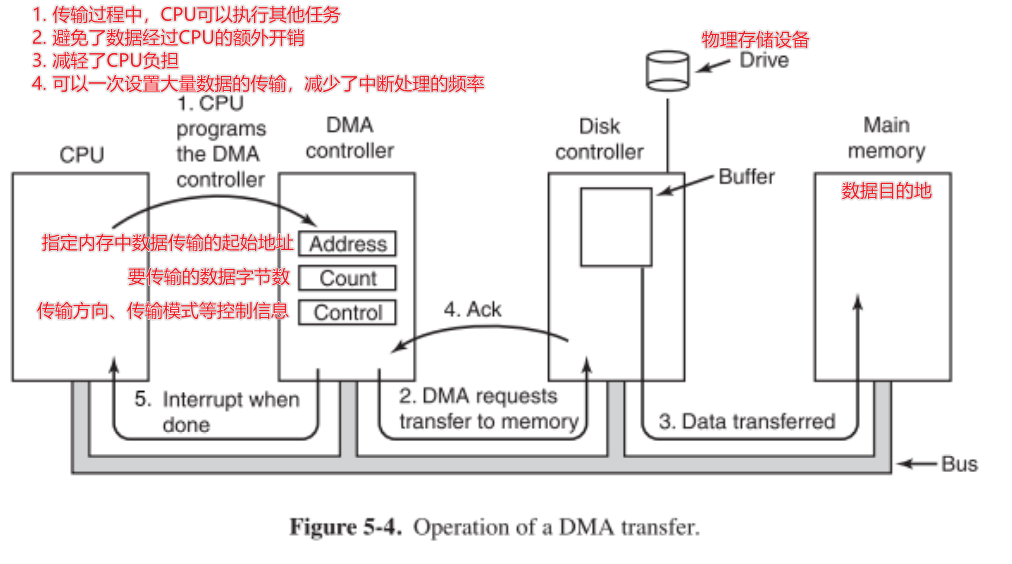 1. 传输过程中，CPU可以执行其他任务
2. 避免了数据经过CPU的额外开销
3. 减轻了CPU负担
4. 可以一次设置大量数据的传输，减少了中断处理的频率
物理存储设备
Drive
1. CPU
programs
the DMA
controller
CPU
DMA
controller
Disk
controller
Main
memory
Buffer
数据目的地
指定内存中数据传输的起始地址
Address
要传输的数据字节数
Count
传输方向、传输模式等控制信息
Control
4. Ack
5. Interrupt when
done
2. DMA requests
transfer to memory
3. Data transferred
Bus
Figure 5-4. Operation of a DMA transfer.